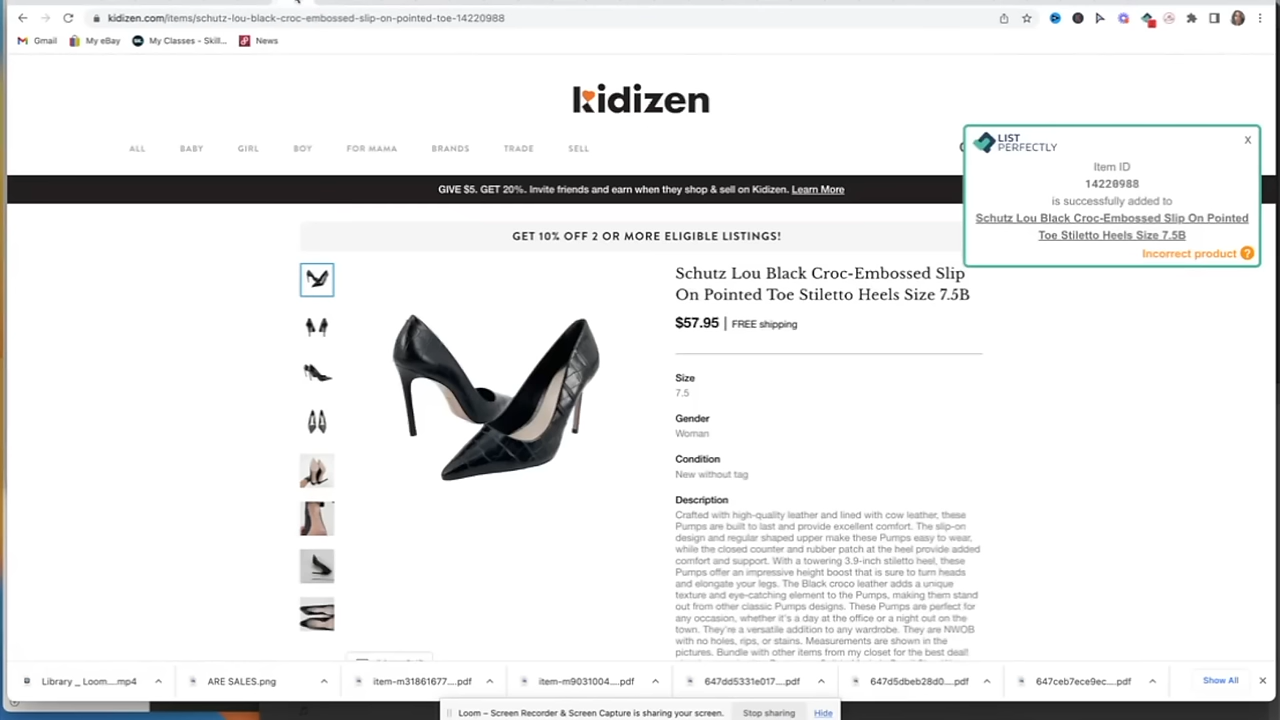 kidizen.com/items/schutz-lou-black-croc-embossed-slip-on-pointed-toe-14220988
Gmail
My eBay
My Classes - Skill...
News
kidizen
ALL
BABY
GIRL
BOY
FOR MAMA
BRANDS
TRADE
SELL
GIVE $5. GET 20%. Invite friends and earn when they shop & sell on Kidizen. Learn More
LIST
PERFECTLY
X
Item ID
14220988
is successfully added to
Schutz Lou Black Croc-Embossed Slip On Pointed
Toe Stiletto Heels Size 7.5B
Incorrect product ?
GET 10% OFF 2 OR MORE ELIGIBLE LISTINGS!
Schutz Lou Black Croc-Embossed Slip
On Pointed Toe Stiletto Heels Size 7.5B
$57.95 | FREE shipping
Size
7.5
Gender
Woman
Condition
New without tag
Description
Crafted with high-quality leather and lined with cow leather, these
Pumps are built to last and provide excellent comfort. The slip-on
design and regular shaped upper make these Pumps easy to wear,
while the closed counter and rubber patch at the heel provide added
comfort and support. With a towering 3.9-inch stiletto heel, these
Pumps offer an impressive height boost that is sure to turn heads
and elongate your legs. The Black croco leather adds a unique
texture and eye-catching element to the Pumps, making them stand
out from other classic Pumps designs. These Pumps are perfect for
any occasion, whether it's a day at the office or a night out on the
town. They're a versatile addition to any wardrobe. They are NWOB
with no holes, rips, or stains. Measurements are shown in the
pictures. Bundle with other items from my closet for the best deal!
Library _ Loom....mp4
ARE SALES.png
item-m31861677....pdf
item-m9031004....pdf
647dd5331e017....pdf
647d5dbeb28d0....pdf
647ceb7ece9ec....pdf
Show All
Loom – Screen Recorder & Screen Capture is sharing your screen.
Stop sharing
Hide